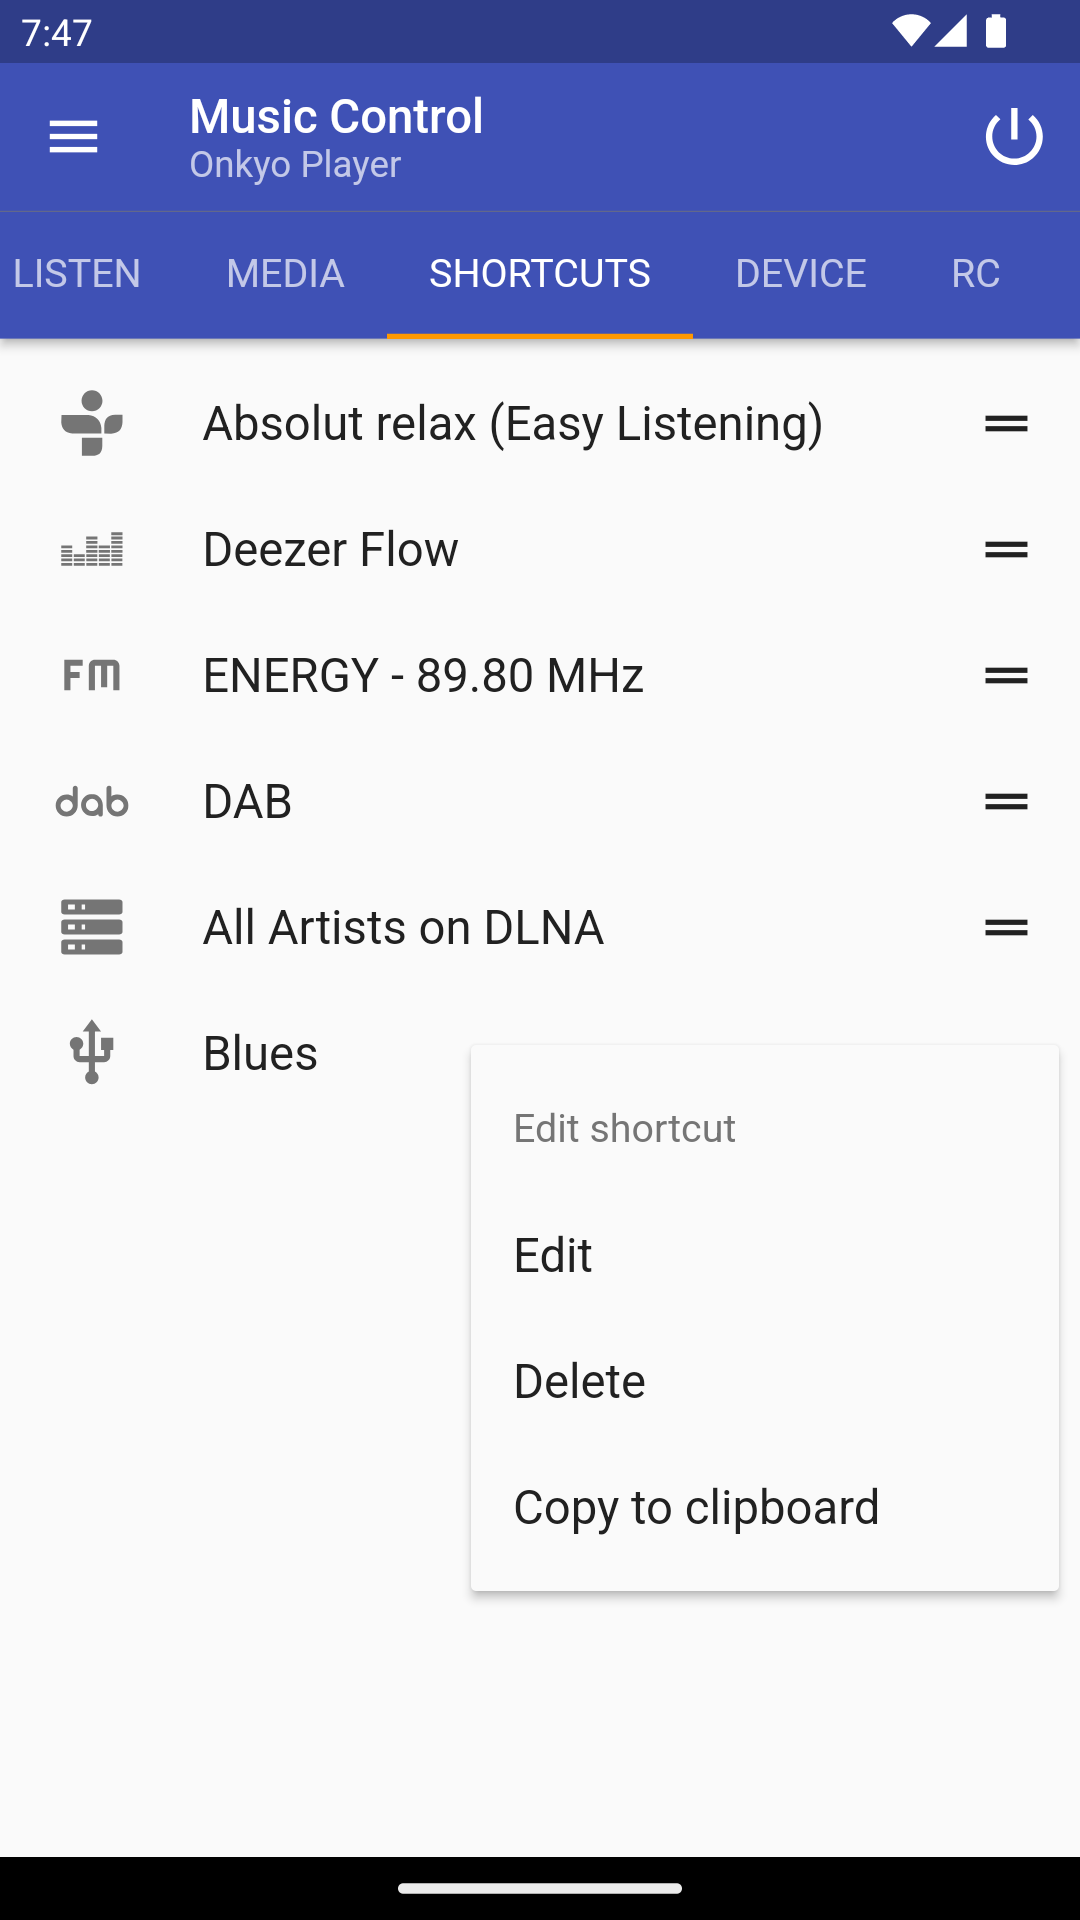 7:47
Music Control
Onkyo Player
LISTEN MEDIA SHORTCUTS DEVICE RC
Absolut relax (Easy Listening)
Deezer Flow
FM ENERGY - 89.80 MHz
dab DAB
All Artists on DLNA
Blues
Edit shortcut
Edit
Delete
Copy to clipboard